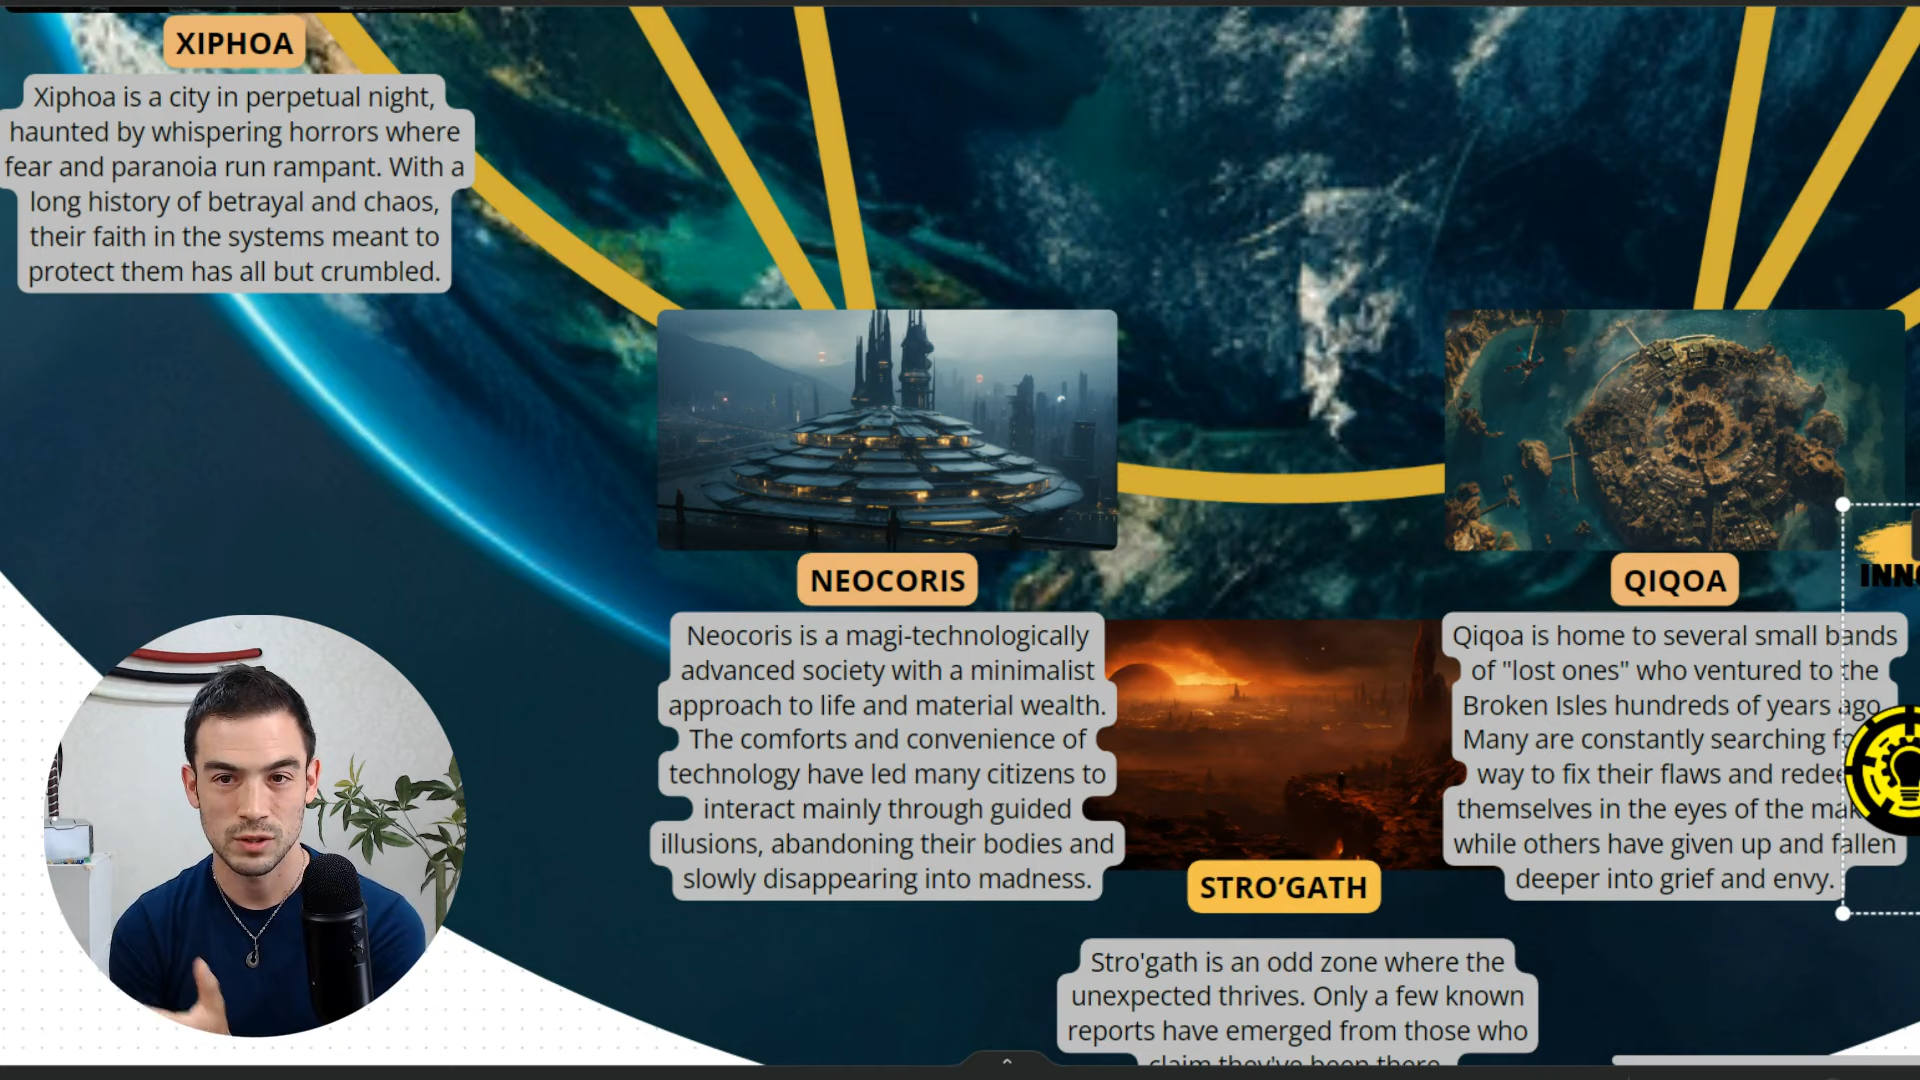 XIPHOA
Xiphoa is a city in perpetual night,
haunted by whispering horrors where
fear and paranoia run rampant. With a
long history of betrayal and chaos,
their faith in the systems meant to
protect them has all but crumbled.
NEOCORIS
Neocoris is a magi-technologically
advanced society with a minimalist
approach to life and material wealth.
The comforts and convenience of
technology have led many citizens to
interact mainly through guided
illusions, abandoning their bodies and
slowly disappearing into madness.
STRO'GATH
Stro'gath is an odd zone where the
unexpected thrives. Only a few known
reports have emerged from those who
claim they've been there
QIQOA
Qiqoa is home to several small bands
of "lost ones" who ventured to the
Broken Isles hundreds of years ago.
Many are constantly searching
way to fix their flaws and
themselves in the eyes of the
while others have given up and fallen
deeper into grief and envy.